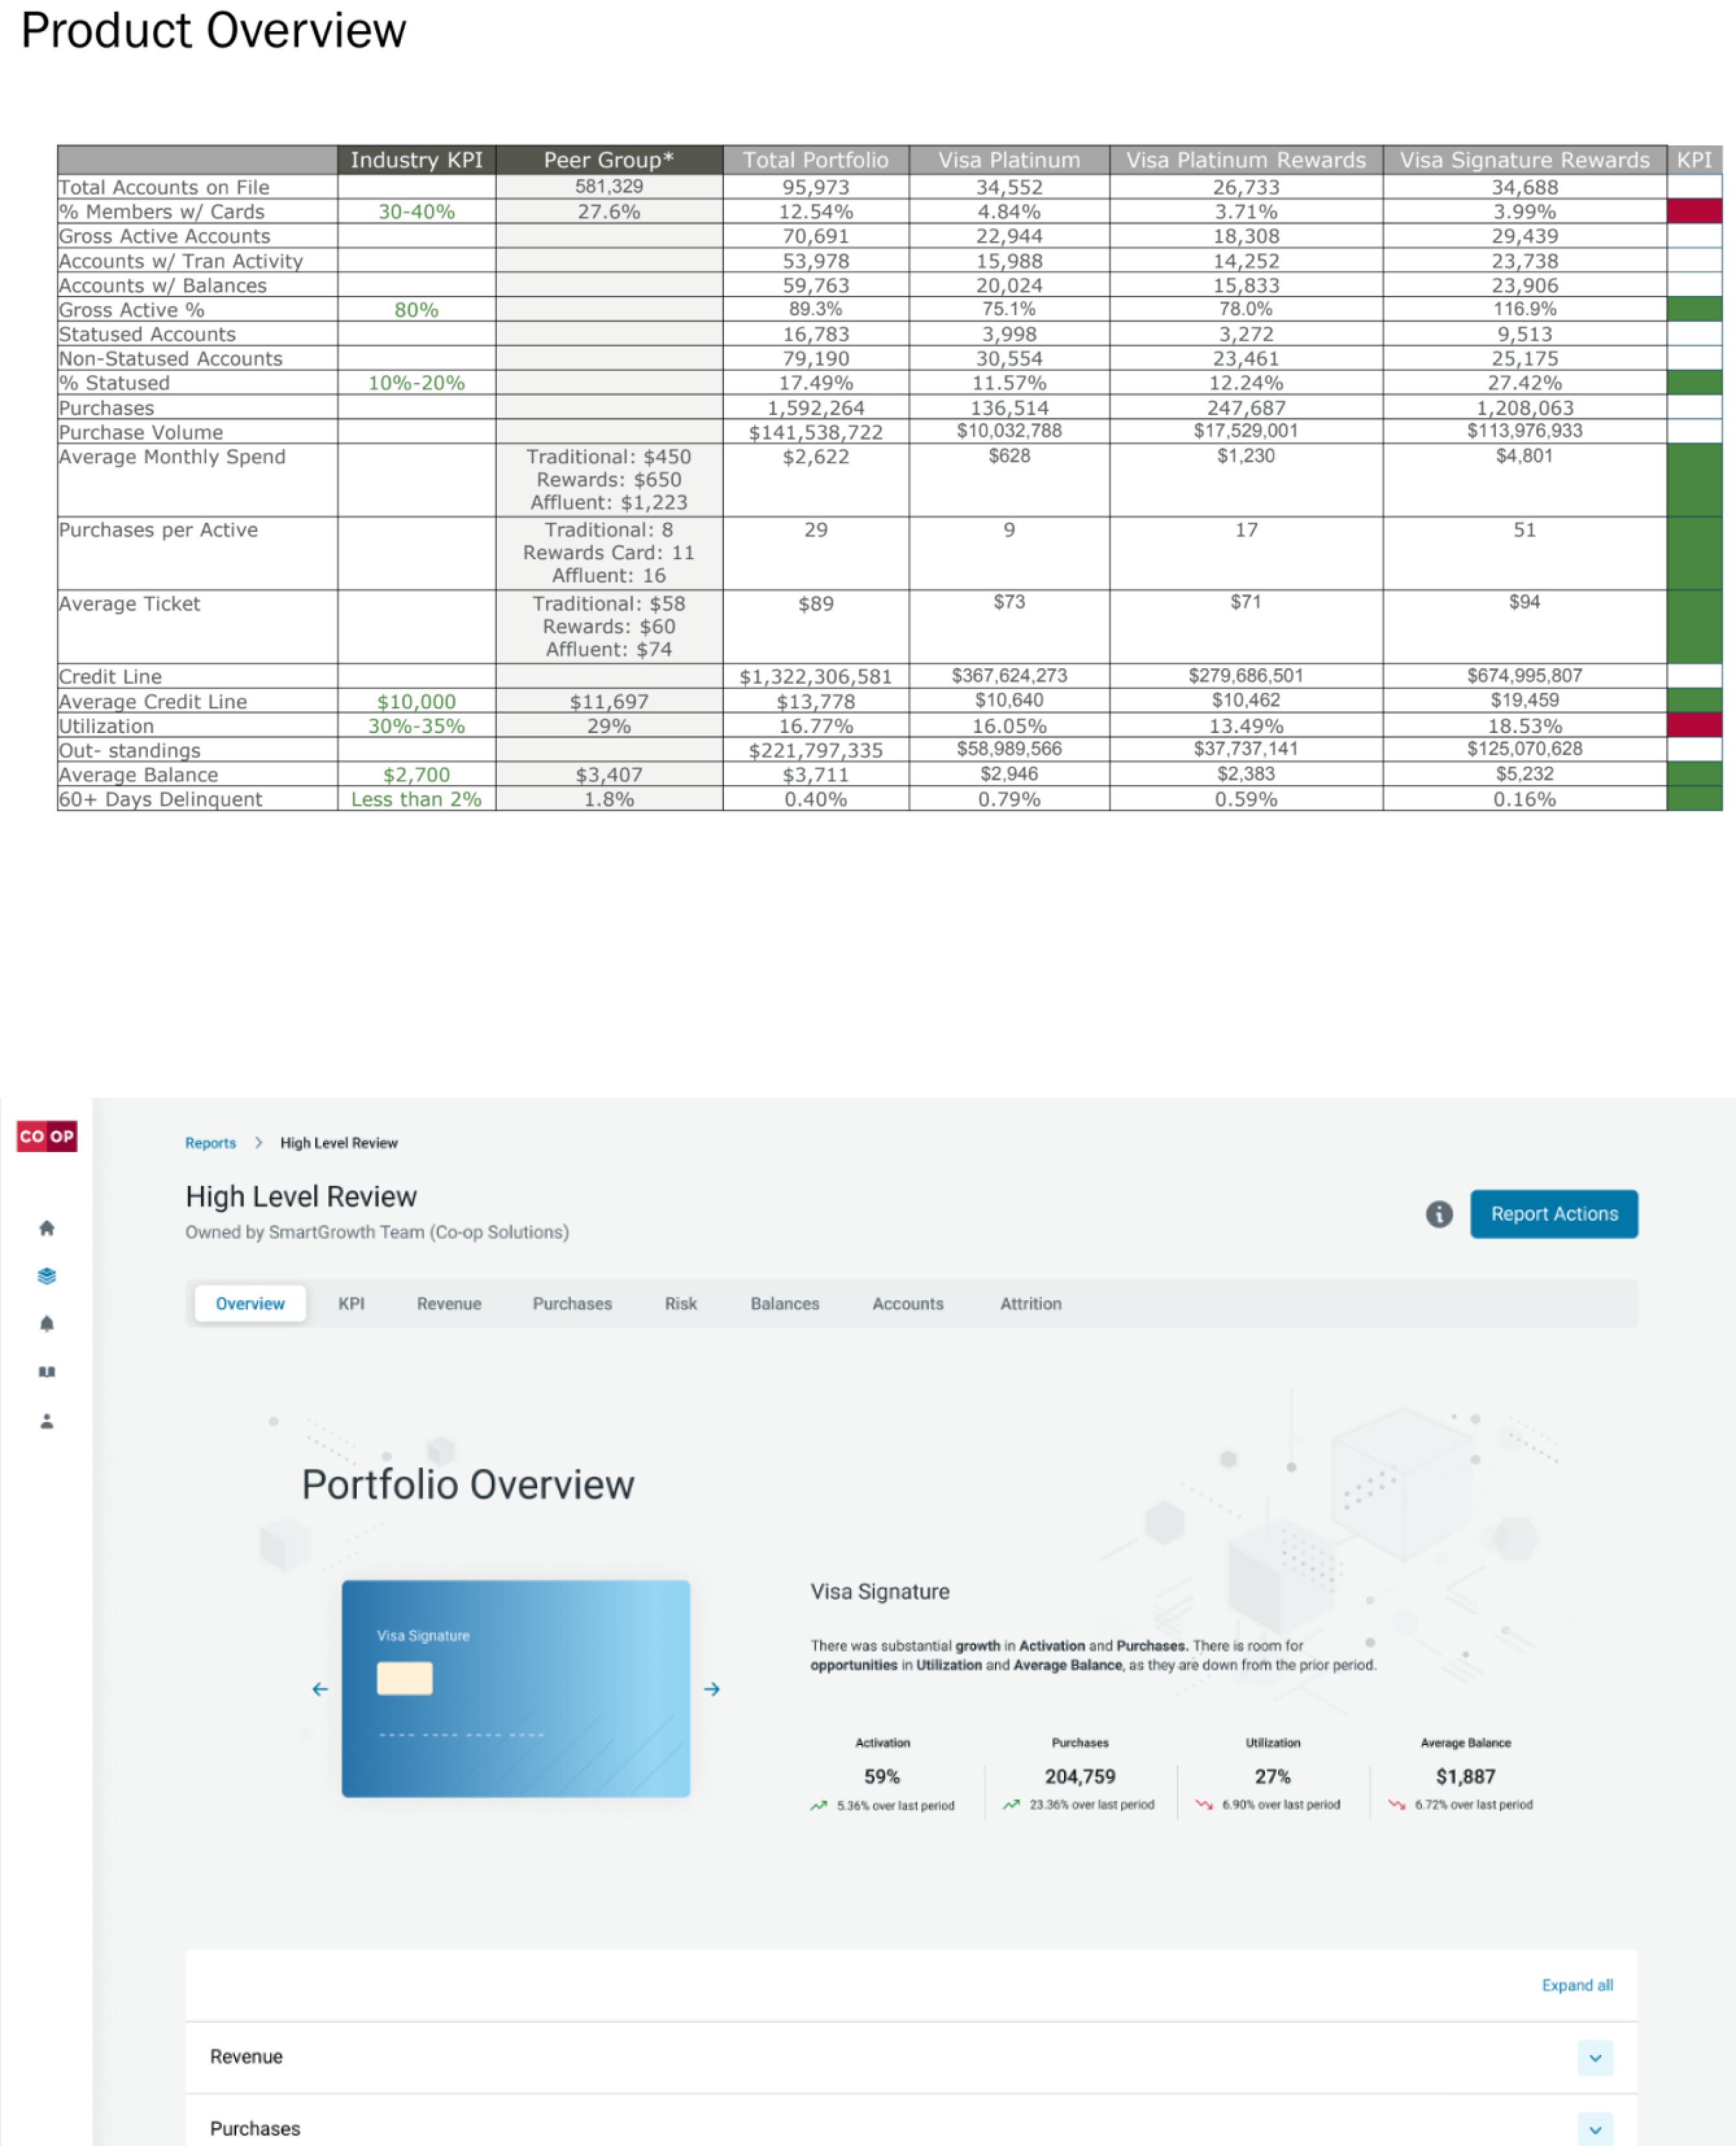 Product Overview
Industry KPI Peer Group* Total Portfolio Visa Platinum Visa Platinum Rewards Visa Signature Rewards KPI
Total Accounts on File 581,329 95,973 34,552 26,733 34,688
% Members w/ Cards 30-40% 27.6% 12.54% 4.84% 3.71% 3.99%
Gross Active Accounts 70,691 22,944 18,308 29,439
Accounts w/ Tran Activity 53,978 15,988 14,252 23,738
Accounts w/ Balances 59,763 20,024 15,833 23,906
Gross Active % 80% 89.3% 75.1% 78.0% 116.9%
Statused Accounts 16,783 3,998 3,272 9,513
Non-Statused Accounts 79,190 30,554 23,461 25,175
% Statused 10%-20% 17.49% 11.57% 12.24% 27.42%
Purchases 1,592,264 136,514 247,687 1,208,063
Purchase Volume $141,538,722 $10,032,788 $17,529,001 $113,976,933
Average Monthly Spend Traditional: $450 $2,622 $628 $1,230 $4,801
Rewards: $650
Affluent: $1,223
Purchases per Active Traditional: 8 29 9 17 51
Rewards Card: 11
Affluent: 16
Average Ticket Traditional: $58 $89 $73 $71 $94
Rewards: $60
Affluent: $74
Credit Line $1,322,306,581 $367,624,273 $279,686,501 $674,995,807
Average Credit Line $10,000 $11,697 $13,778 $10,640 $10,462 $19,459
Utilization 30%-35% 29% 16.77% 16.05% 13.49% 18.53%
Out- standings $221,797,335 $58,989,566 $37,737,141 $125,070,628
Average Balance $2,700 $3,407 $3,711 $2,946 $2,383 $5,232
60+ Days Delinquent Less than 2% 1.8% 0.40% 0.79% 0.59% 0.16%
CO OP
Reports > High Level Review
High Level Review
Owned by SmartGrowth Team (Co-op Solutions)
Report Actions
Overview KPI Revenue Purchases Risk Balances Accounts Attrition
Portfolio Overview
Visa Signature
Visa Signature
There was substantial growth in Activation and Purchases. There is room for
opportunities in Utilization and Average Balance, as they are down from the prior period.
Activation Purchases Utilization Average Balance
59% 204,759 27% $1,887
5.36% over last period 23.36% over last period 6.90% over last period 6.72% over last period
Expand all
Revenue
Purchases